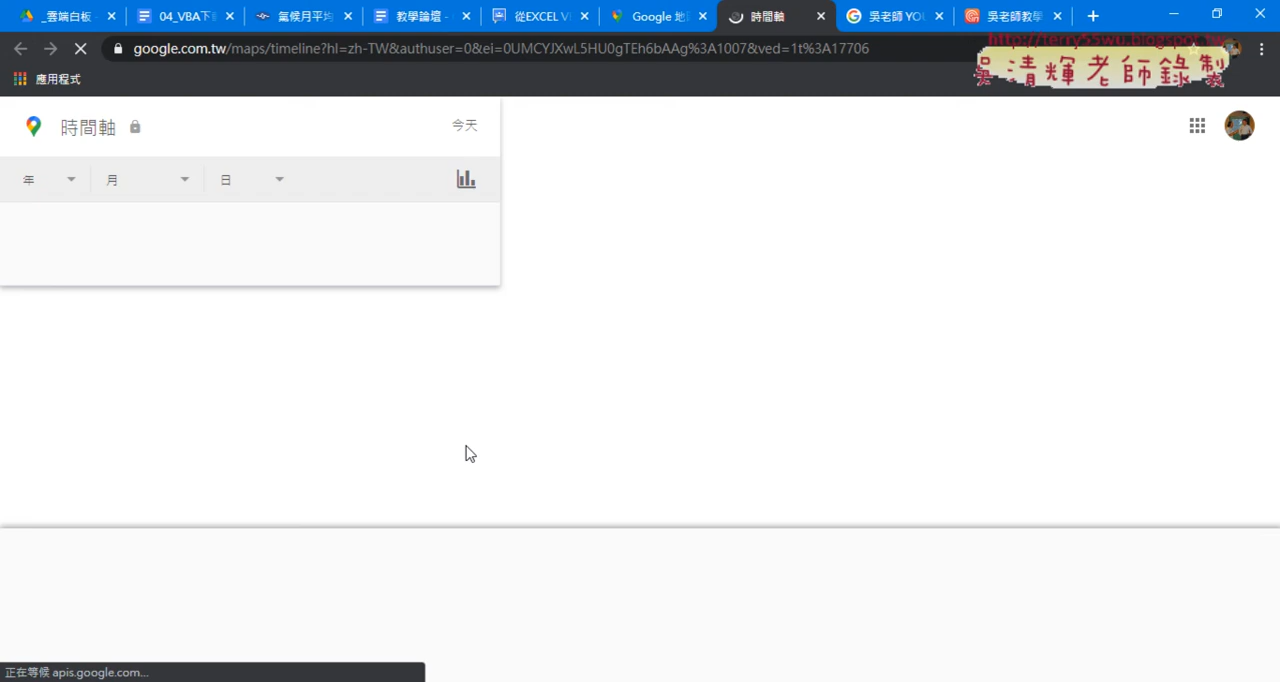 _雲端白板
04_VBA下
氣候月平均
教學論壇 -
從EXCEL V
Google 地
時間軸
吳老師 YOU
吳老師教學
google.com.tw/maps/timeline?hl=zh-TW&authuser=0&ei=0UMCYJXwL5HU0gTEh6bAAg%3A1007&ved=1t%3A17706
http://terry55wu.blogspot.tw
吳清輝老師錄製
應用程式
時間軸
今天
年
月
日
正在等候 apis.google.com...